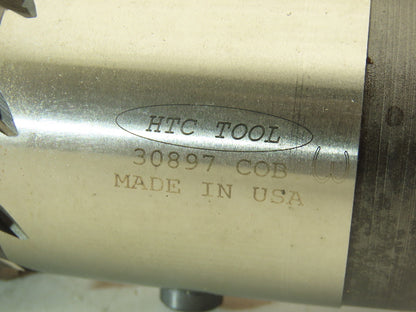 HTC TOOL
30897 COB
MADE IN USA